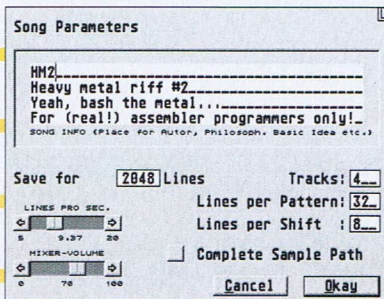 Song Parameters
HM2
Heavy metal riff #2
Yeah, bash the metal...
For (real!) assembler programmers only!
SONG INFO (Place for Autor, Philosoph. Basic Idea etc.)
Save for 2048 Lines Tracks: 4
LINES PRO SEC. Lines per Pattern: 32
Lines per Shift : 8
5 9.37 20
MIXER-VOLUME Complete Sample Path
0 70 100 Cancel Okay